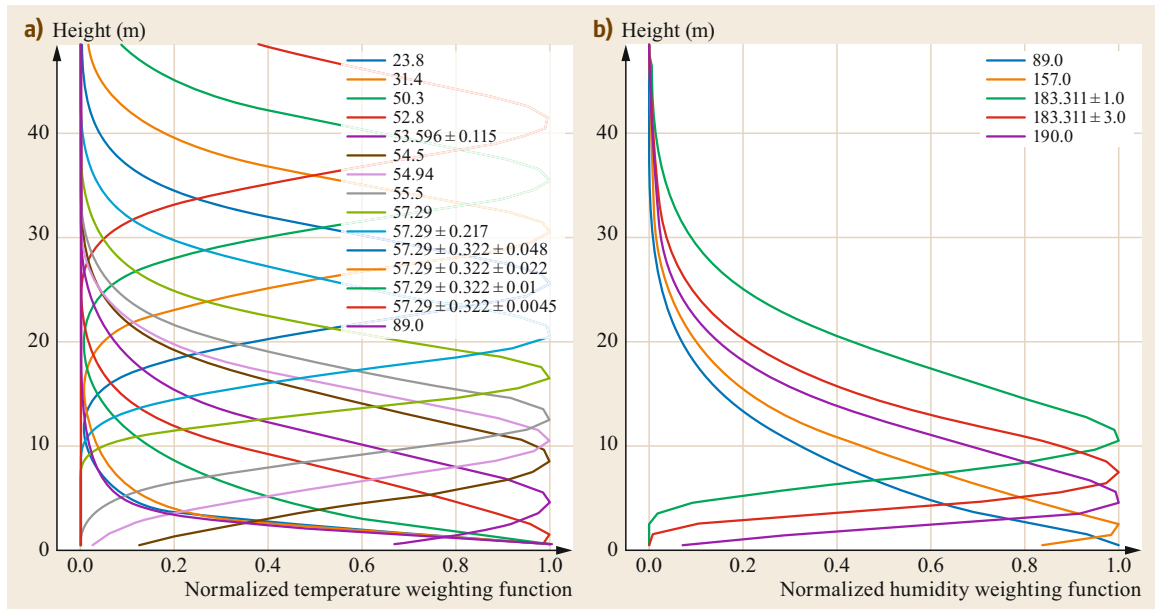 a) Height (m)
23.8
31.4
50.3
52.8
53.596 ± 0.115
54.5
54.94
55.5
57.29
57.29 ± 0.217
57.29 ± 0.322 ± 0.048
57.29 ± 0.322 ± 0.022
57.29 ± 0.322 ± 0.01
57.29 ± 0.322 ± 0.0045
89.0
40
30
20
10
0
0.0 0.2 0.4 0.6 0.8 1.0
Normalized temperature weighting function
b) Height (m)
89.0
157.0
183.311 ± 1.0
183.311 ± 3.0
190.0
40
30
20
10
0
0.0 0.2 0.4 0.6 0.8 1.0
Normalized humidity weighting function